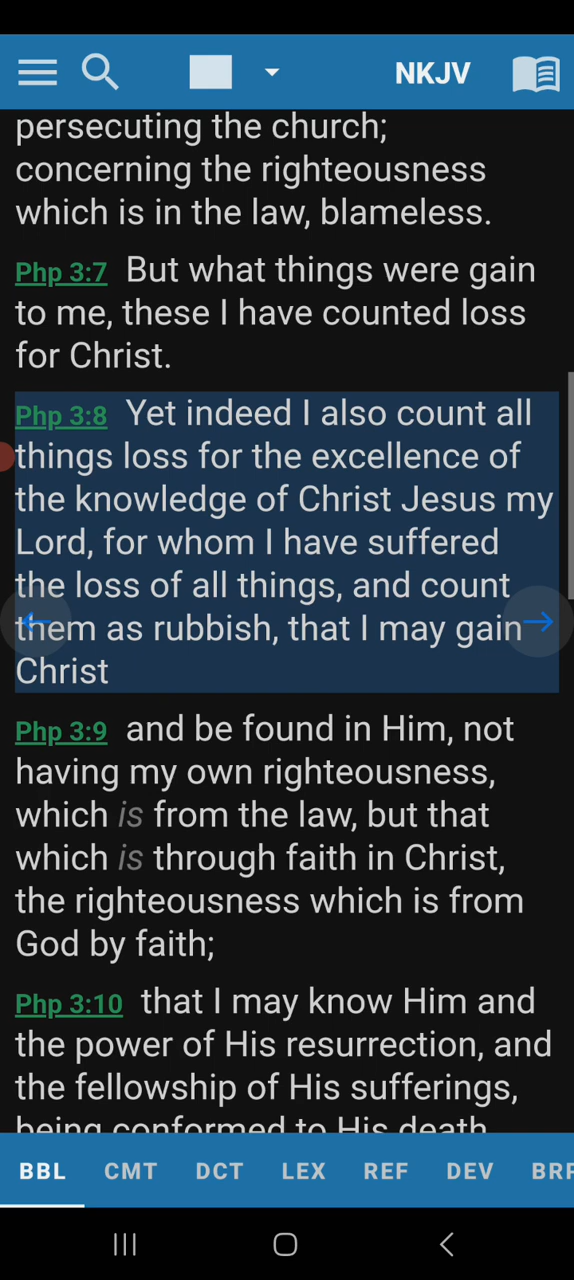 NKJV
persecuting the church;
concerning the righteousness
which is in the law, blameless.
Php 3:7 But what things were gain
to me, these I have counted loss
for Christ.
Php 3:8 Yet indeed I also count all
things loss for the excellence of
the knowledge of Christ Jesus my
Lord, for whom I have suffered
the loss of all things, and count
them as rubbish, that I may gain
Christ
Php 3:9 and be found in Him, not
having my own righteousness,
which is from the law, but that
which is through faith in Christ,
the righteousness which is from
God by faith;
Php 3:10 that I may know Him and
the power of His resurrection, and
the fellowship of His sufferings,
being conformed to His death
BBL CMT DCT LEX REF DEV BRP